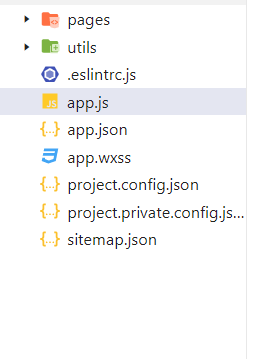 pages
utils
.eslintrc.js
JS app.js
{..} app.json
app.wxss
{..} project.config.json
{..} project.private.config.js...
{..} sitemap.json